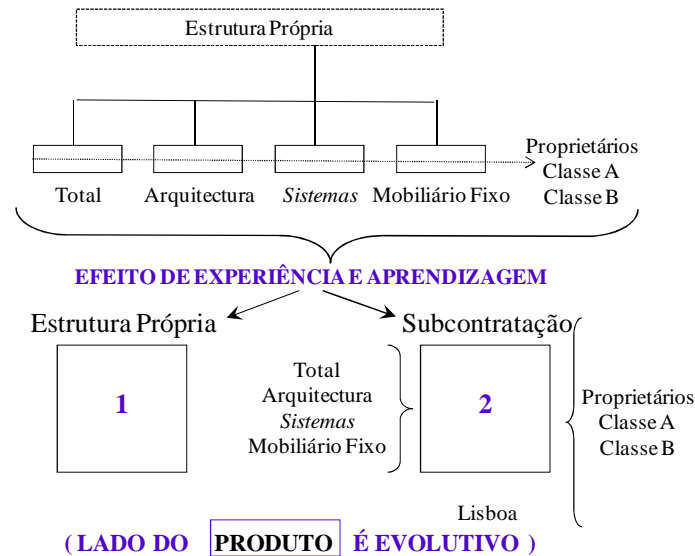 Estrutura Própria
Proprietários
Classe A
Classe B
Total Arquitectura Sistemas Mobiliário Fixo
EFEITO DE EXPERIÊNCIA E APRENDIZAGEM
Estrutura Própria
Subcontratação
1
Total
Arquitectura
Sistemas
Mobiliário Fixo
2
Proprietários
Classe A
Classe B
Lisboa
( LADO DO PRODUTO É EVOLUTIVO )